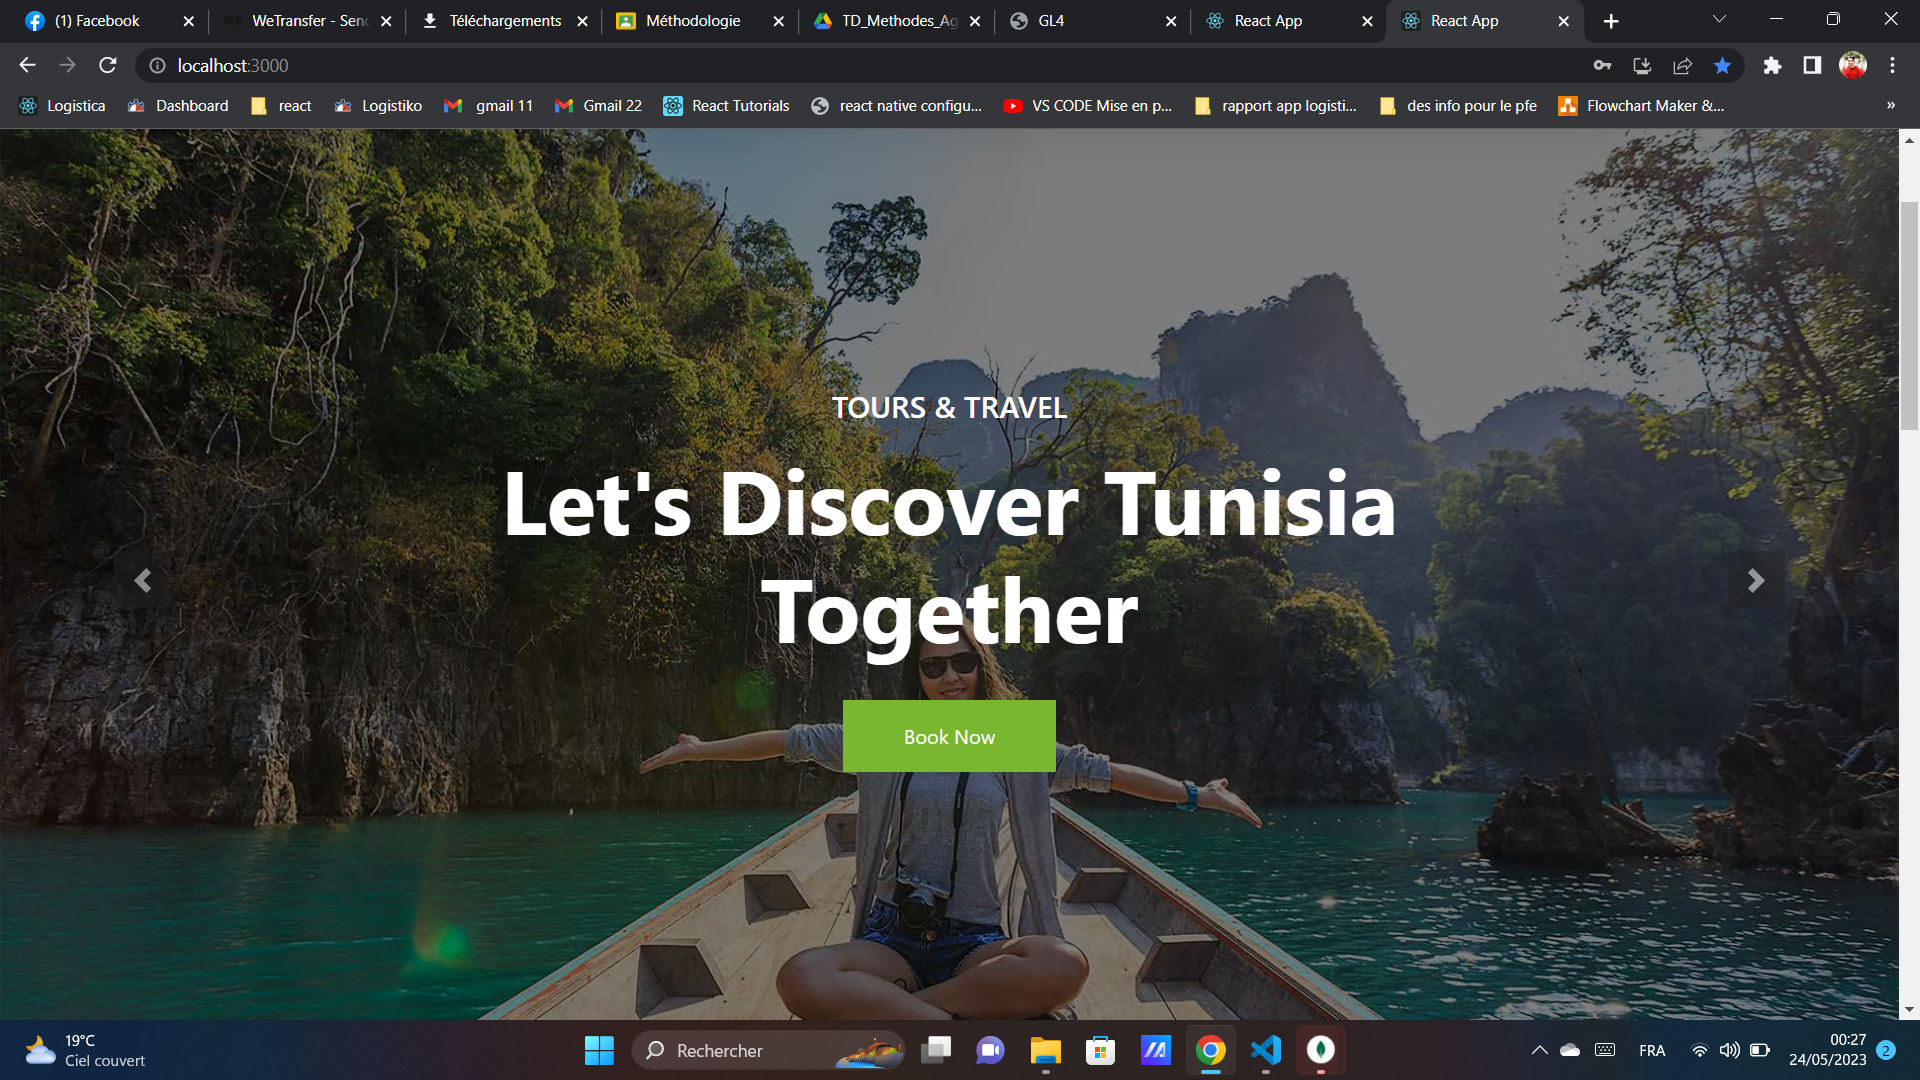 (1) Facebook
WeTransfer - Senc
Téléchargements
Méthodologie
TD_Methodes_Ag
GL4
React App
React App
localhost:3000
Logistica
Dashboard
react
Logistiko
gmail 11
Gmail 22
React Tutorials
react native configu...
VS CODE Mise en p...
rapport app logisti...
des info pour le pfe
Flowchart Maker &...
»
TOURS & TRAVEL
Let's Discover Tunisia
Together
Book Now
19°C
Ciel couvert
Rechercher
FRA
00:27
24/05/2023
2